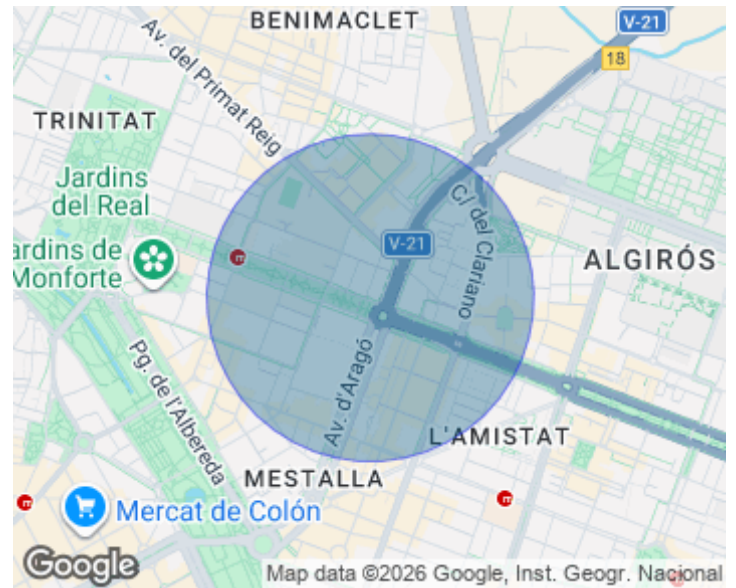 BENIMACLET
V-21
18
Av. del Primat Reig
TRINITAT
Jardins
del Real
C/ del Clariano
V-21
ALGIRÓS
ardins de
Monforte
Pg. de l'Albereda
Av. d'Aragó
L'AMISTAT
MESTALLA
Mercat de Colón
Google
Map data ©2026 Google, Inst. Geogr. Nacional